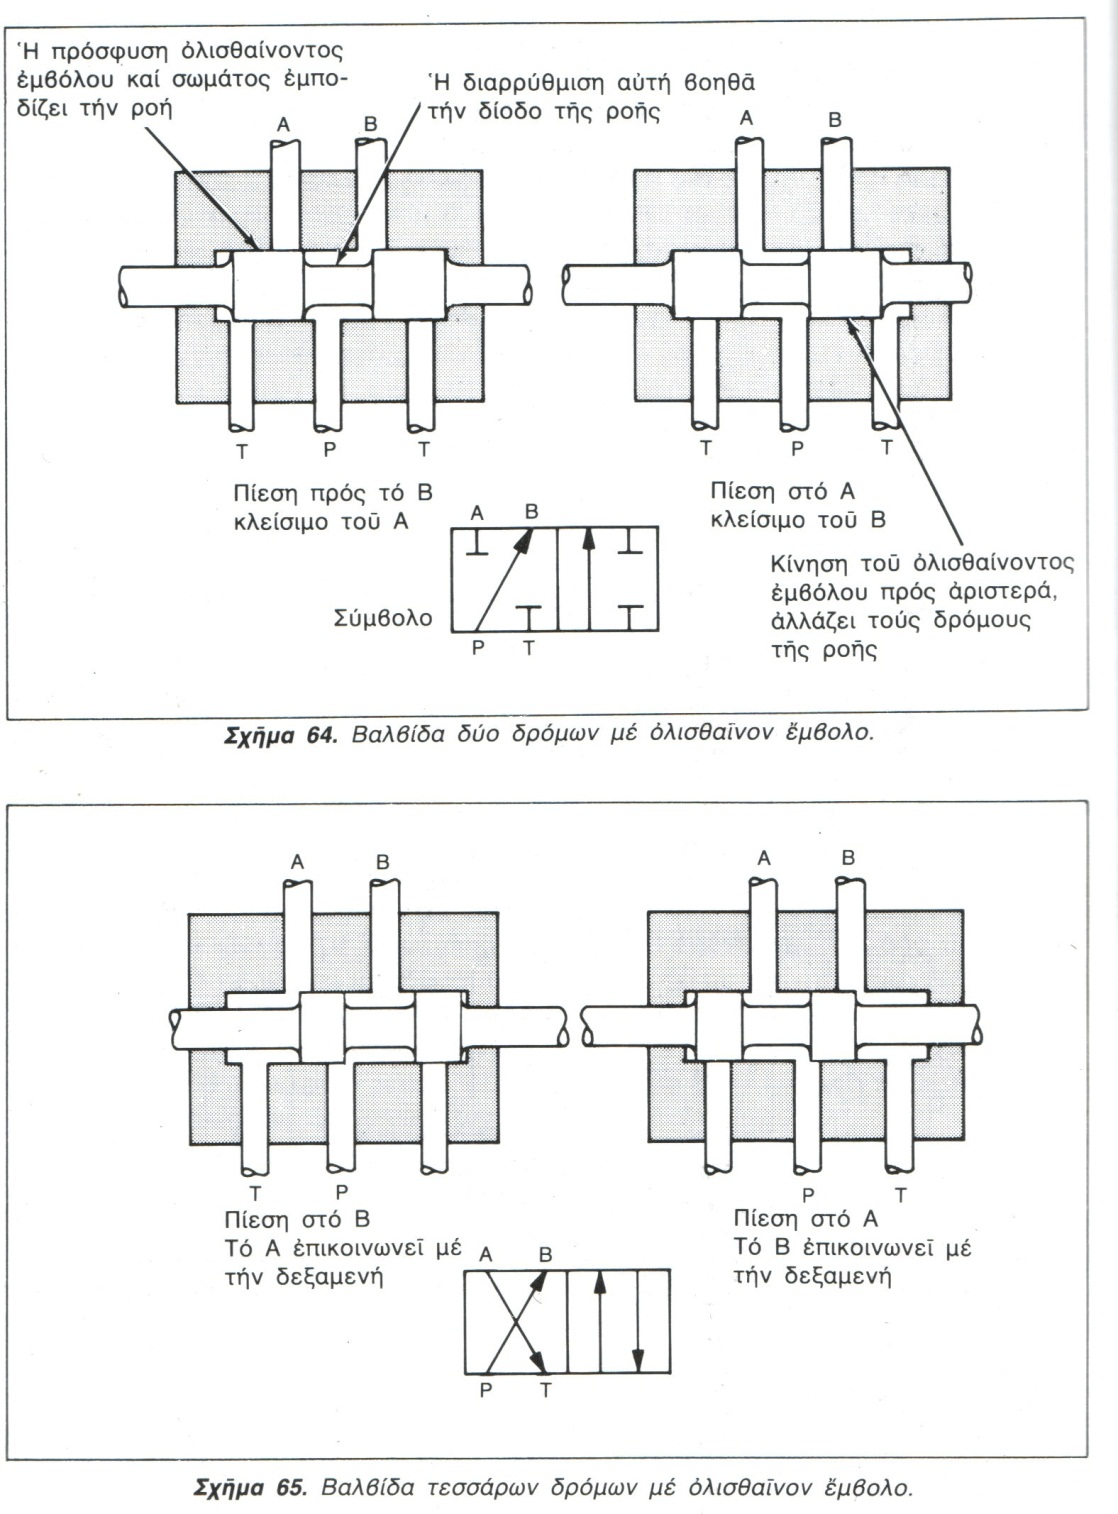 Ἡ πρόσφυση ὀλισθαίνοντος
ἐμβόλου καί σωμάτος ἐμπο-
δίζει τήν ροή
Ἡ διαρρύθμιση αὐτή βοηθᾶ
τήν δίοδο τῆς ροῆς
A
B
A
B
T
P
T
T
P
T
Πίεση πρός τό Β
κλείσιμο τοῦ Α
Πίεση στό Α
κλείσιμο τοῦ Β
A
B
Σύμβολο
P
T
Κίνηση τοῦ ὀλισθαίνοντος
ἐμβόλου πρός ἀριστερά,
ἀλλάζει τούς δρόμους
τῆς ροῆς
Σχῆμα 64. Βαλβίδα δύο δρόμων μέ ὀλισθαῖνον ἔμβολο.
A
B
A
B
T
P
P
T
Πίεση στό Β
Τό Α ἐπικοινωνεῖ μέ
τήν δεξαμενή
Πίεση στό Α
Τό Β ἐπικοινωνεῖ μέ
τήν δεξαμενή
A
B
P
T
Σχῆμα 65. Βαλβίδα τεσσάρων δρόμων μέ ὀλισθαῖνον ἔμβολο.